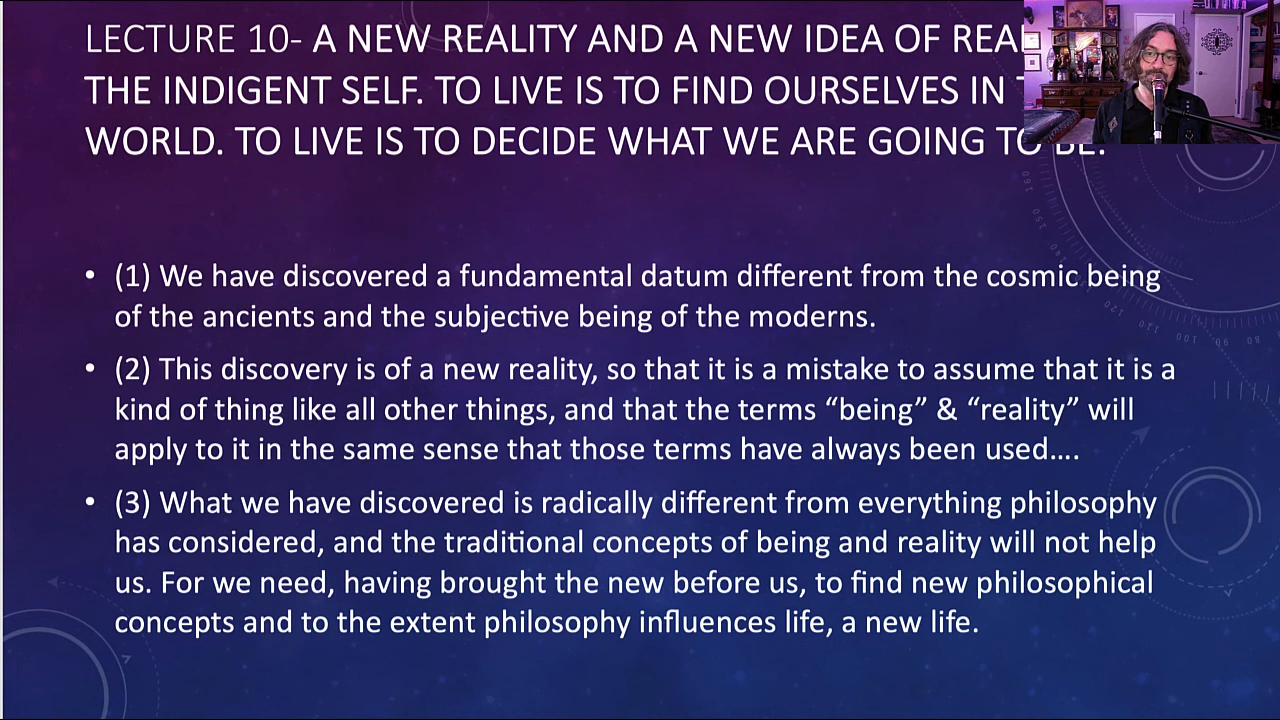 LECTURE 10- A NEW REALITY AND A NEW IDEA OF
THE INDIGENT SELF. TO LIVE IS TO FIND OURSELVES IN
WORLD. TO LIVE IS TO DECIDE WHAT WE ARE GOING TO BE.
• (1) We have discovered a fundamental datum different from the cosmic being
of the ancients and the subjective being of the moderns.
• (2) This discovery is of a new reality, so that it is a mistake to assume that it is a
kind of thing like all other things, and that the terms “being” & “reality” will
apply to it in the same sense that those terms have always been used….
• (3) What we have discovered is radically different from everything philosophy
has considered, and the traditional concepts of being and reality will not help
us. For we need, having brought the new before us, to find new philosophical
concepts and to the extent philosophy influences life, a new life.